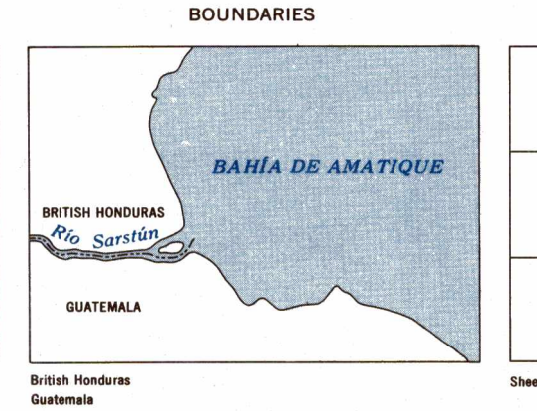 BOUNDARIES
BAHÍA DE AMATIQUE
BRITISH HONDURAS
Río Sarstún
GUATEMALA
British Honduras
Guatemala